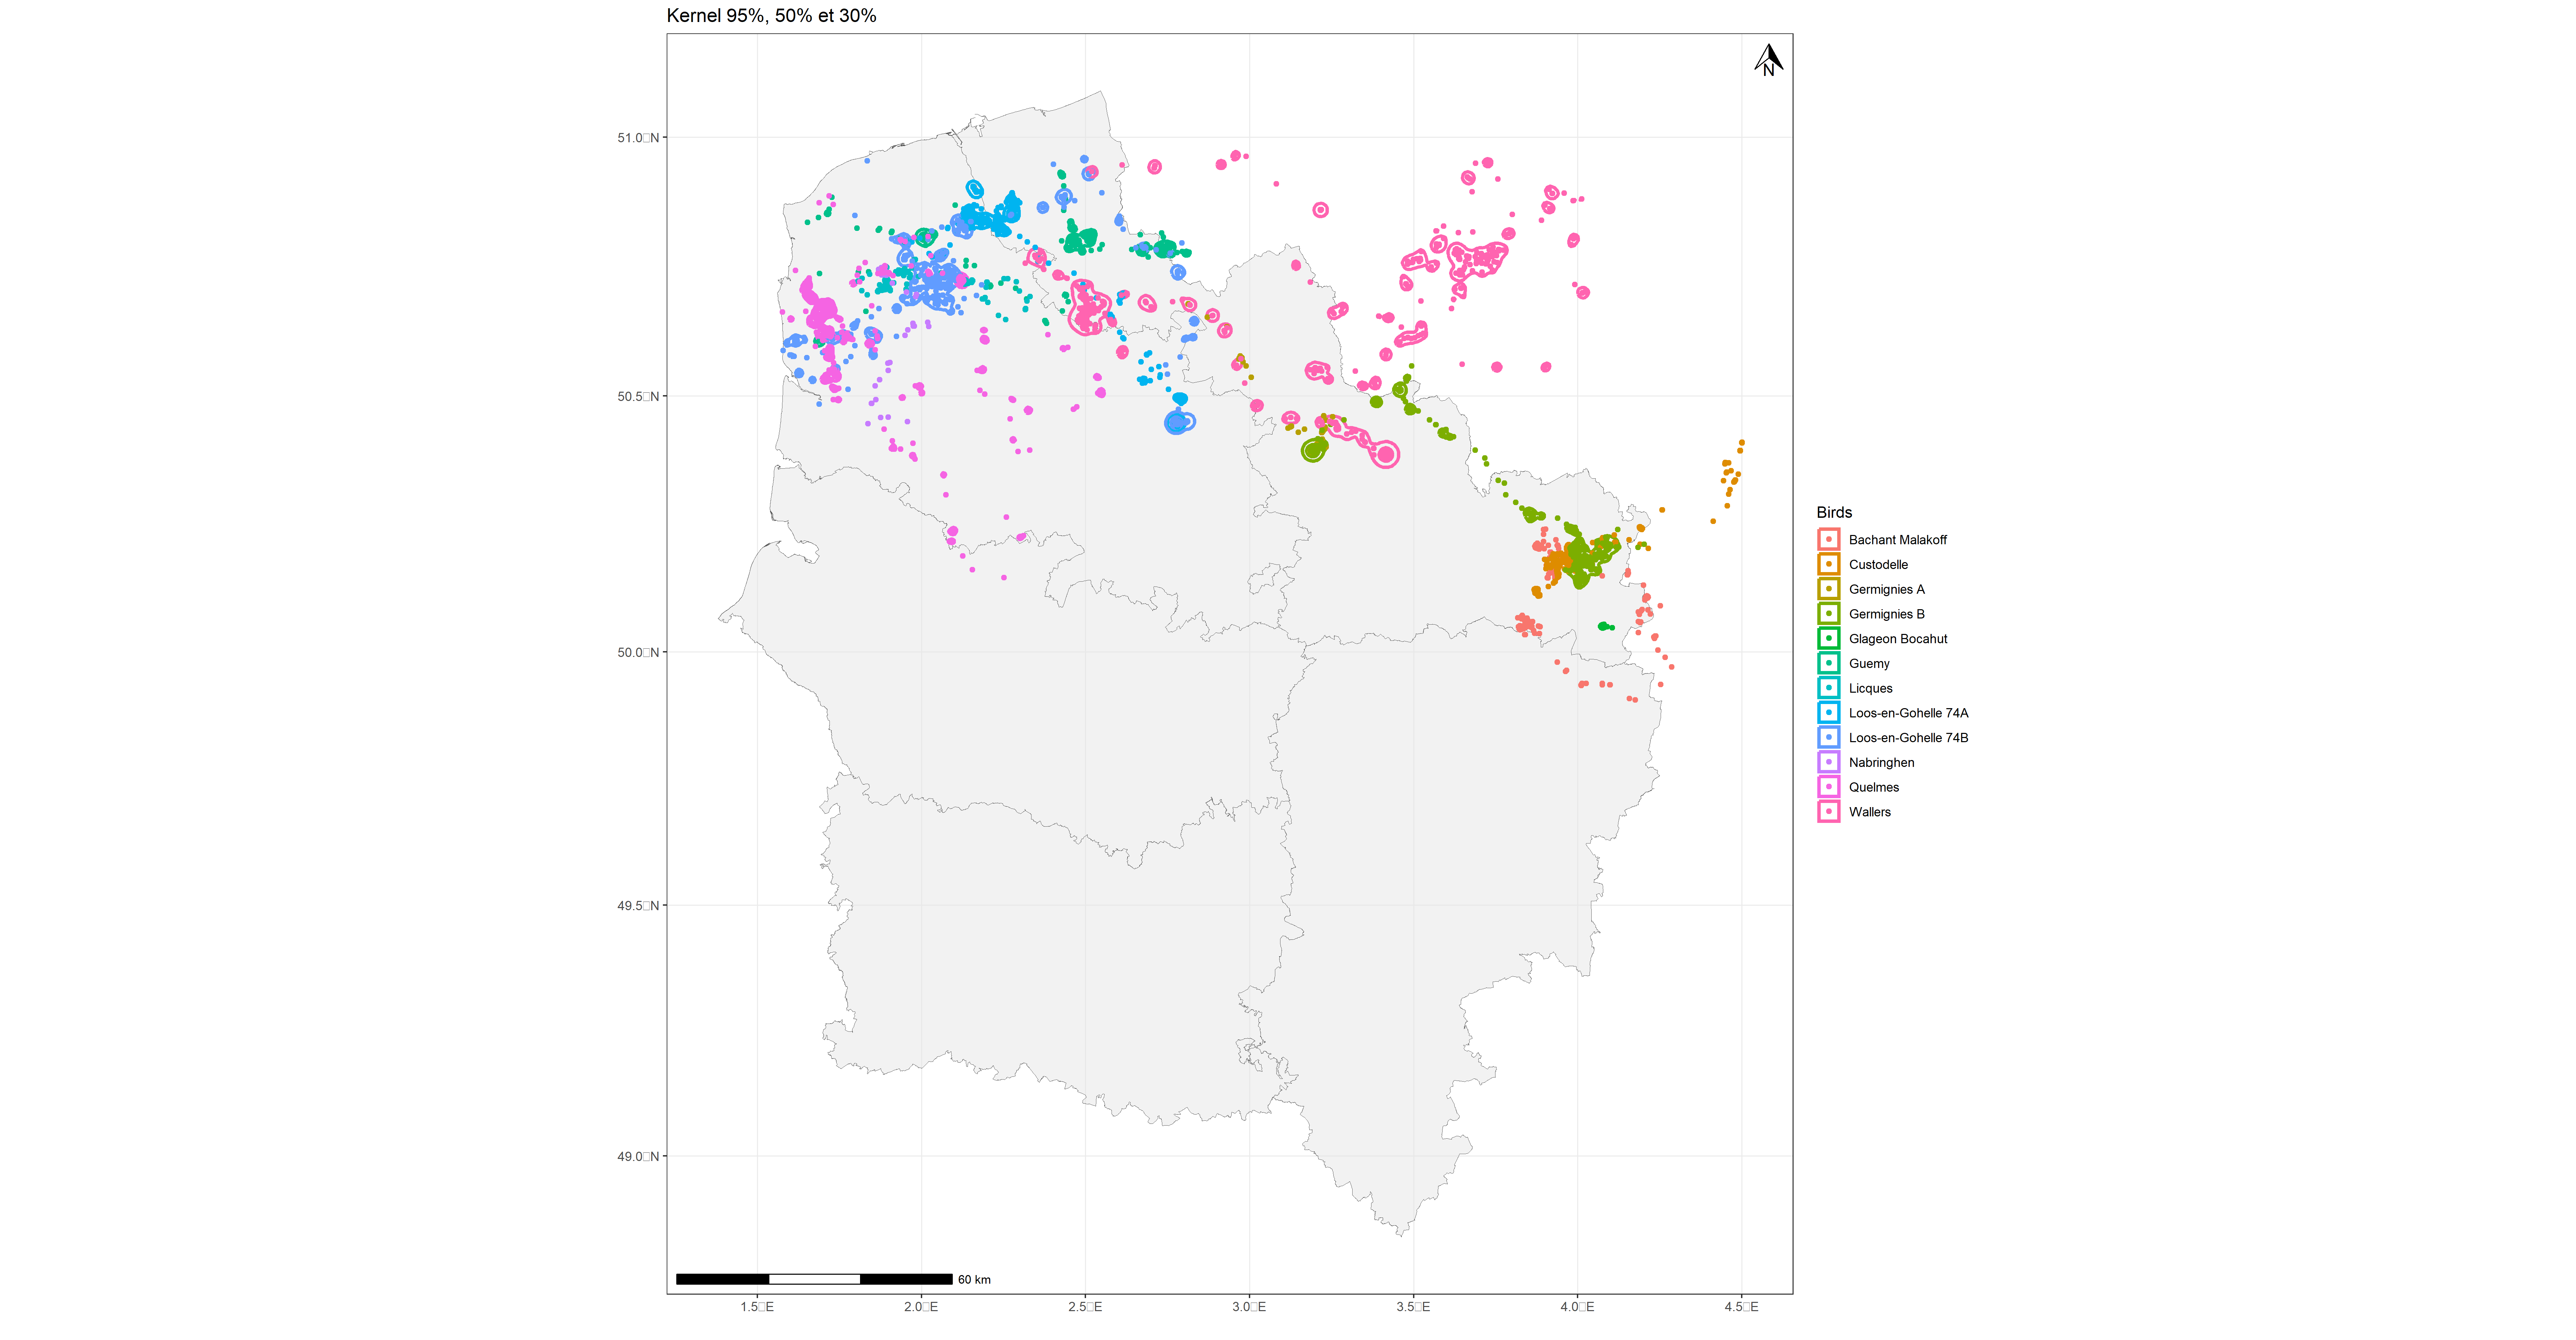 Kernel 95%, 50% et 30%
N
51.0□N
50.5□N
50.0□N
49.5□N
49.0□N
60 km
1.5□E
2.0□E
2.5□E
3.0□E
3.5□E
4.0□E
4.5□E
Birds
Bachant Malakoff
Custodelle
Germignies A
Germignies B
Glageon Bocahut
Guemy
Licques
Loos-en-Gohelle 74A
Loos-en-Gohelle 74B
Nabringhen
Quelmes
Wallers